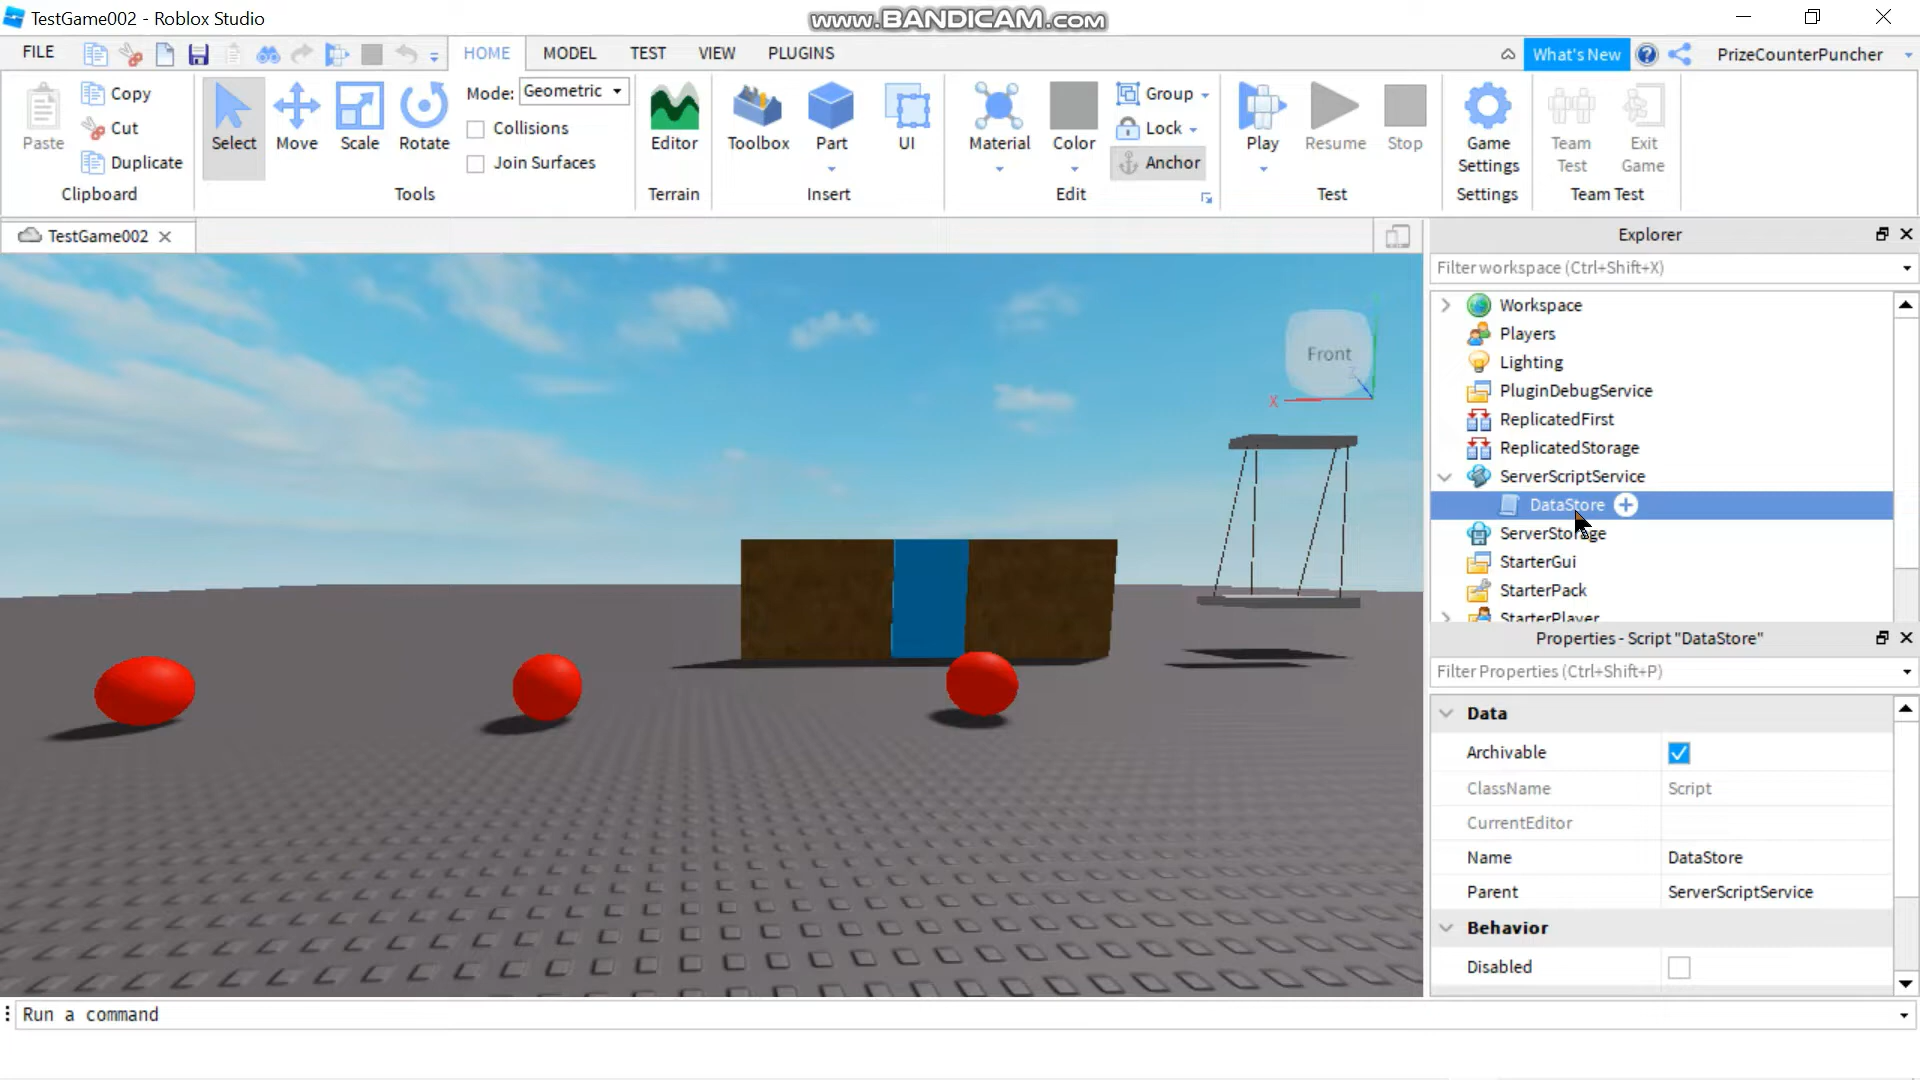 TestGame002 - Roblox Studio
www.BANDICAM.com
FILE
HOME
MODEL
TEST
VIEW
PLUGINS
What's New
PrizeCounterPuncher
Paste
Copy
Cut
Duplicate
Clipboard
Select
Move
Scale
Rotate
Mode: Geometric
Collisions
Join Surfaces
Tools
Editor
Terrain
Toolbox
Part
UI
Insert
Material
Color
Group
Lock
Anchor
Edit
Play
Resume
Stop
Test
Game Settings
Settings
Team Test
Exit Game
Team Test
TestGame002
Front
X
Z
Explorer
Filter workspace (Ctrl+Shift+X)
Workspace
Players
Lighting
PluginDebugService
ReplicatedFirst
ReplicatedStorage
ServerScriptService
DataStore
ServerStorage
StarterGui
StarterPack
StarterPlayer
Properties - Script "DataStore"
Filter Properties (Ctrl+Shift+P)
Data
Archivable
ClassName Script
CurrentEditor
Name DataStore
Parent ServerScriptService
Behavior
Disabled
Run a command